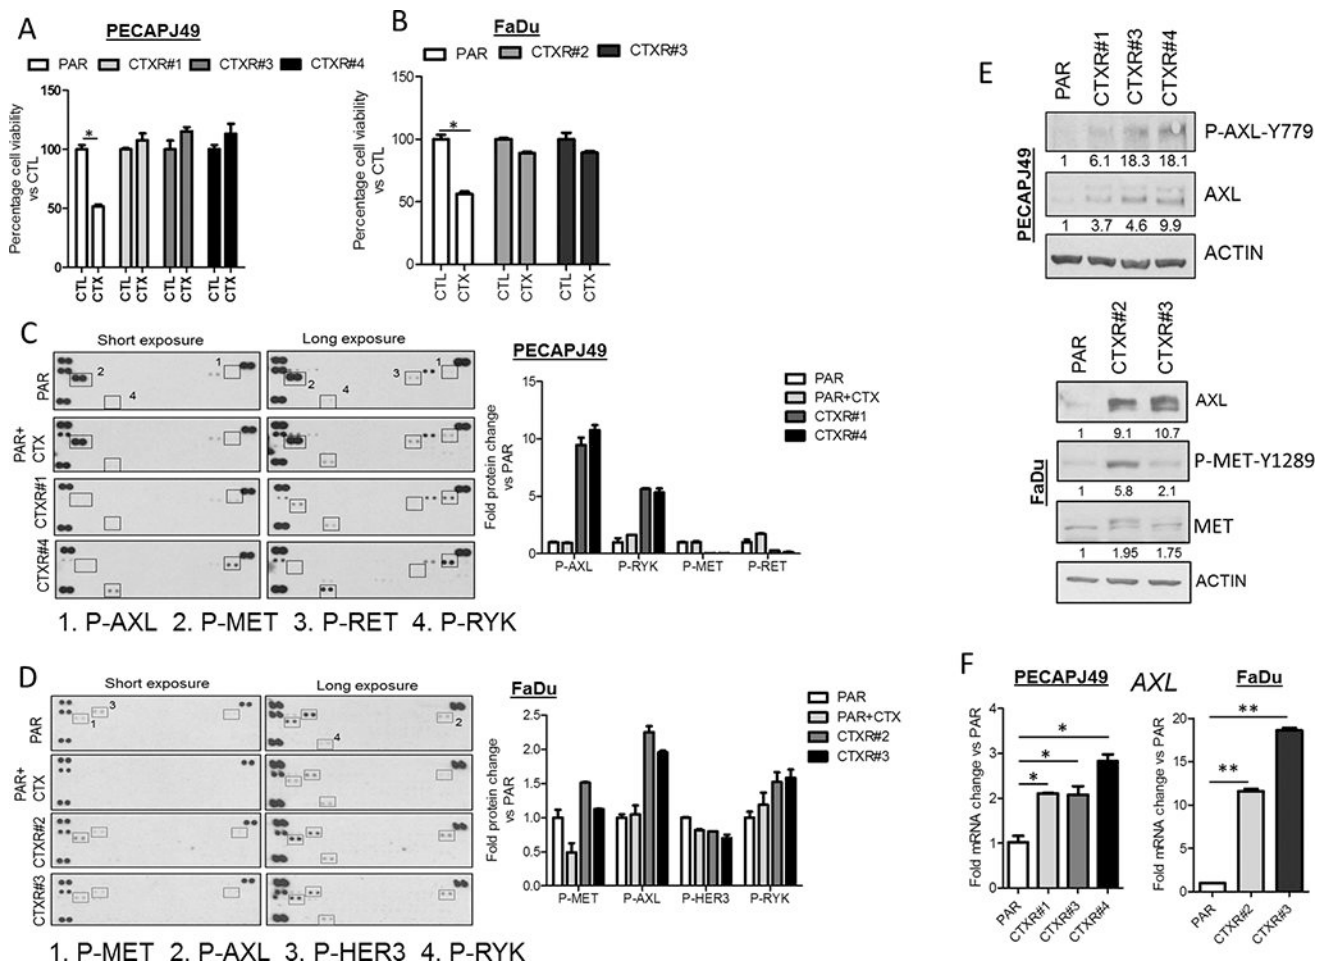 A
PECAPJ49
PAR CTXR#1 CTXR#3 CTXR#4
Percentage cell viability
vs CTL
150
100
50
0
*
CTL CTX CTL CTX CTL CTX CTL CTX
B
FaDu
PAR CTXR#2 CTXR#3
Percentage cell viability
vs CTL
150
100
50
0
*
CTL CTX CTL CTX CTL CTX
C
Short exposure Long exposure
PAR
1
2
4
1
2
3
4
PAR+
CTX
CTXR#1
CTXR#4
1. P-AXL 2. P-MET 3. P-RET 4. P-RYK
PECAPJ49
PAR
PAR+CTX
CTXR#1
CTXR#4
Fold protein change
vs PAR
15
10
5
0
P-AXL P-RYK P-MET P-RET
D
Short exposure Long exposure
PAR
3
1
2
4
PAR+
CTX
CTXR#2
CTXR#3
1. P-MET 2. P-AXL 3. P-HER3 4. P-RYK
FaDu
PAR
PAR+CTX
CTXR#2
CTXR#3
Fold protein change
vs PAR
2.5
2.0
1.5
1.0
0.5
0.0
P-MET P-AXL P-HER3 P-RYK
E
PECAPJ49
PAR CTXR#1 CTXR#3 CTXR#4
P-AXL-Y779
1 6.1 18.3 18.1
AXL
1 3.7 4.6 9.9
ACTIN
FaDu
PAR CTXR#2 CTXR#3
AXL
1 9.1 10.7
P-MET-Y1289
1 5.8 2.1
MET
1 1.95 1.75
ACTIN
F
PECAPJ49 AXL FaDu
Fold mRNA change vs PAR
4
3
2
1
0
*
*
*
PAR CTXR#1 CTXR#3 CTXR#4
Fold mRNA change vs PAR
20
15
10
5
0
**
**
PAR CTXR#2 CTXR#3